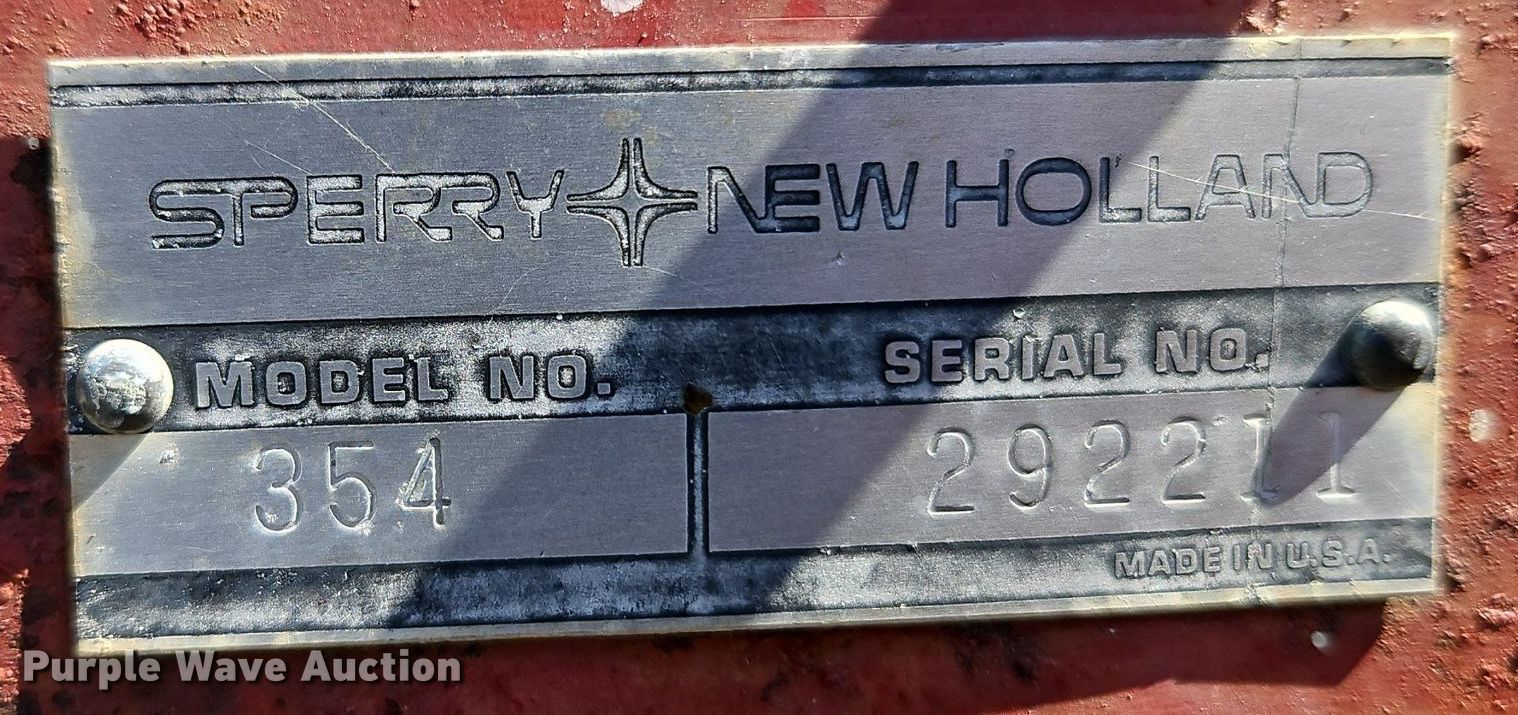 SPERRY NEW HOLLAND
MODEL NO. SERIAL NO.
354 292211
MADE IN U.S.A.
Purple Wave Auction